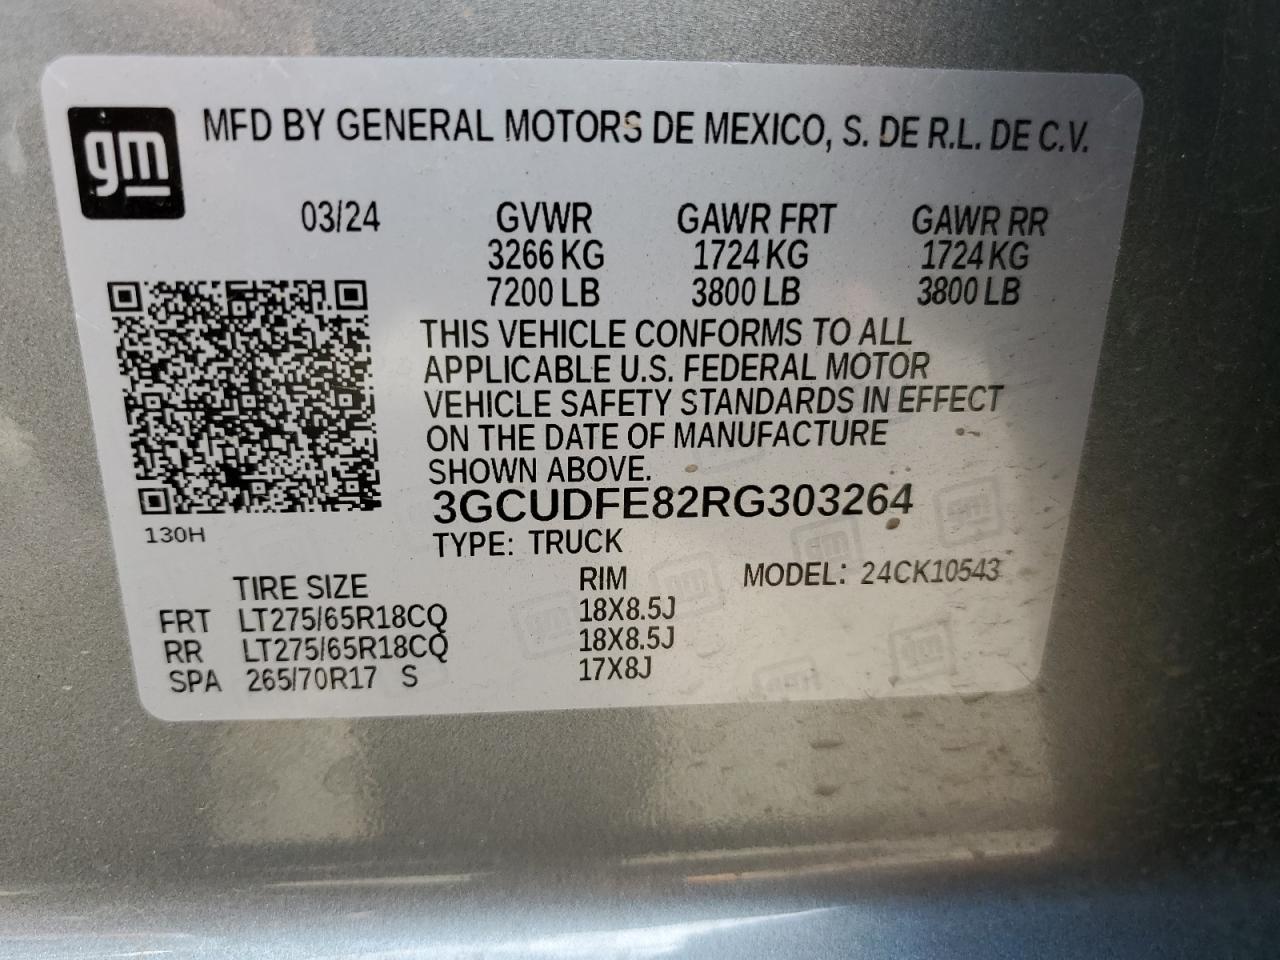 gm
MFD BY GENERAL MOTORS DE MEXICO, S. DE R.L. DE C.V.
03/24 GVWR GAWR FRT GAWR RR
3266 KG 1724 KG 1724 KG
7200 LB 3800 LB 3800 LB
THIS VEHICLE CONFORMS TO ALL
APPLICABLE U.S. FEDERAL MOTOR
VEHICLE SAFETY STANDARDS IN EFFECT
ON THE DATE OF MANUFACTURE
SHOWN ABOVE.
3GCUDFE82RG303264
130H
TYPE: TRUCK
TIRE SIZE RIM MODEL: 24CK10543
FRT LT275/65R18CQ 18X8.5J
RR LT275/65R18CQ 18X8.5J
SPA 265/70R17 S 17X8J